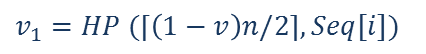 v₁ = HP (⌈(1 − v)n/2⌉, Seq[i])